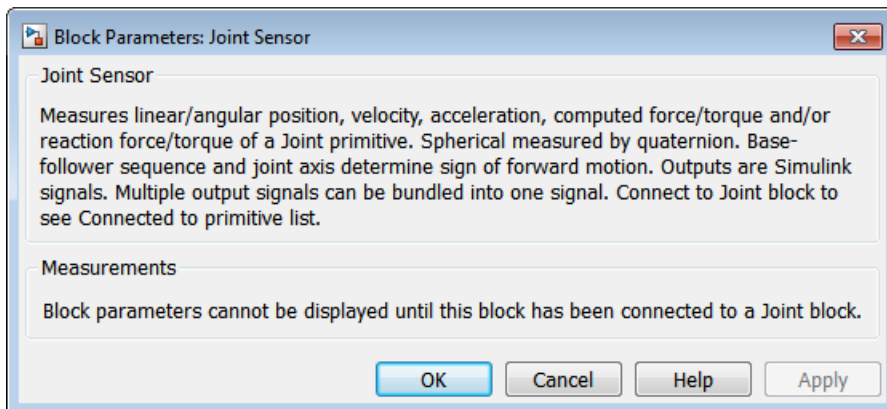 Block Parameters: Joint Sensor
Joint Sensor
Measures linear/angular position, velocity, acceleration, computed force/torque and/or
reaction force/torque of a Joint primitive. Spherical measured by quaternion. Base-
follower sequence and joint axis determine sign of forward motion. Outputs are Simulink
signals. Multiple output signals can be bundled into one signal. Connect to Joint block to
see Connected to primitive list.
Measurements
Block parameters cannot be displayed until this block has been connected to a Joint block.
OK Cancel Help Apply